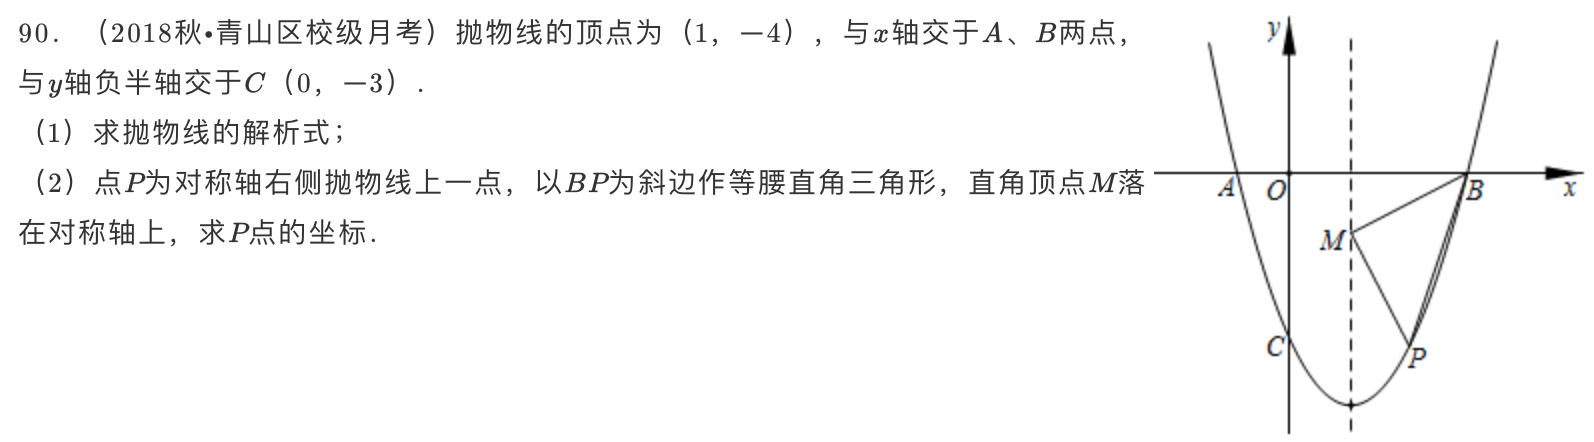 90. （2018秋•青山区校级月考）抛物线的顶点为（1，－4），与x轴交于A、B两点，
与y轴负半轴交于C（0，－3）.
（1）求抛物线的解析式；
（2）点P为对称轴右侧抛物线上一点，以BP为斜边作等腰直角三角形，直角顶点M落
在对称轴上，求P点的坐标.
y
A
O
B
x
M
C
P